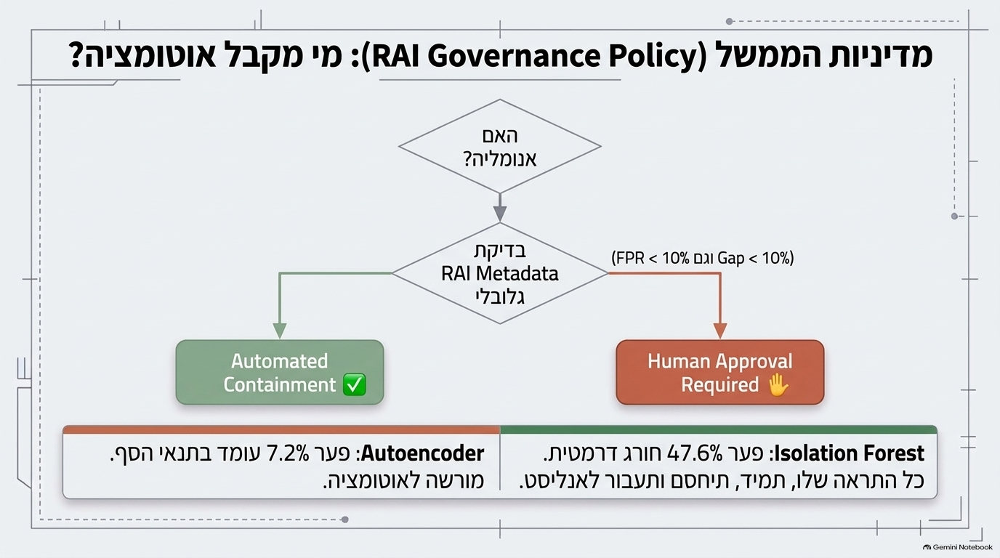 מדיניות הממשל (RAI Governance Policy): מי מקבל אוטומציה?
האם
אנומליה?
בדיקת
RAI Metadata
גלובלי
(FPR < 10% וגם Gap < 10%)
Automated
Containment ✅
Human Approval
Required ✋
Isolation Forest: פער 47.6% חורג דרמטית.
כל התראה שלו, תמיד, תיחסם ותעבור לאנליסט.
Autoencoder: פער 7.2% עומד בתנאי הסף.
מורשה לאוטומציה.
Gemini Notebook